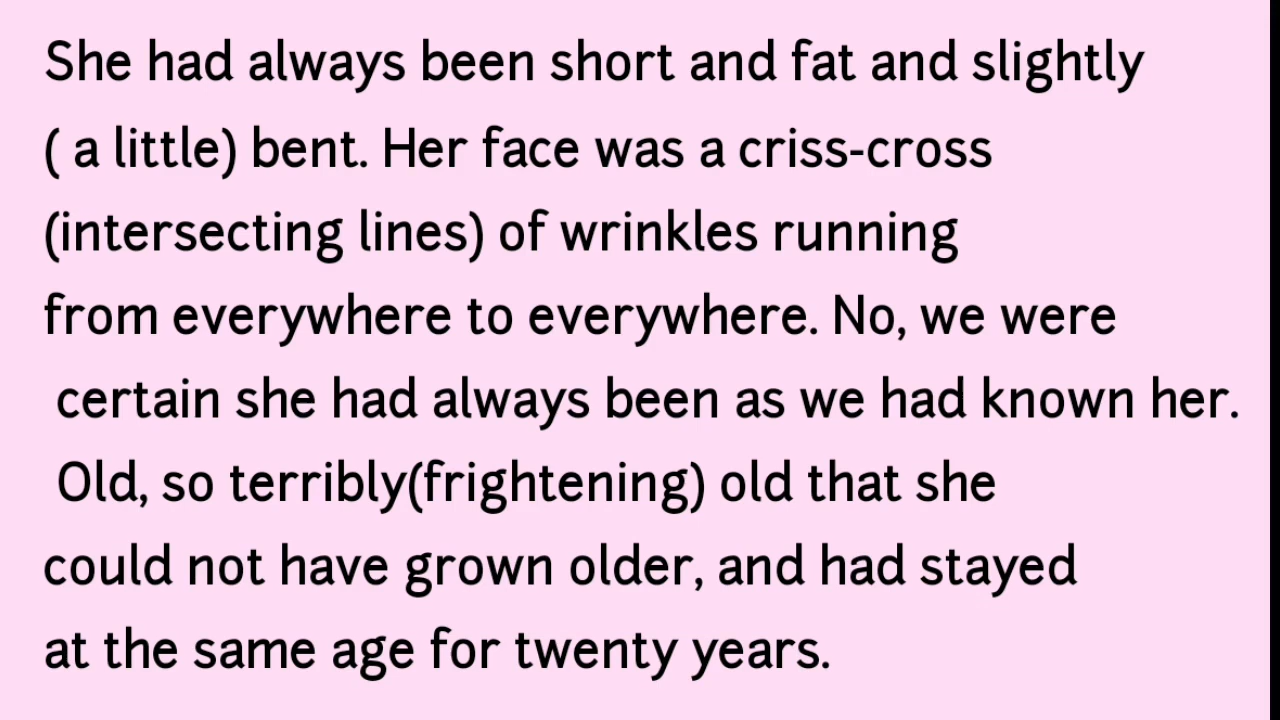 She had always been short and fat and slightly
( a little) bent. Her face was a criss-cross
(intersecting lines) of wrinkles running
from everywhere to everywhere. No, we were
certain she had always been as we had known her.
Old, so terribly(frightening) old that she
could not have grown older, and had stayed
at the same age for twenty years.